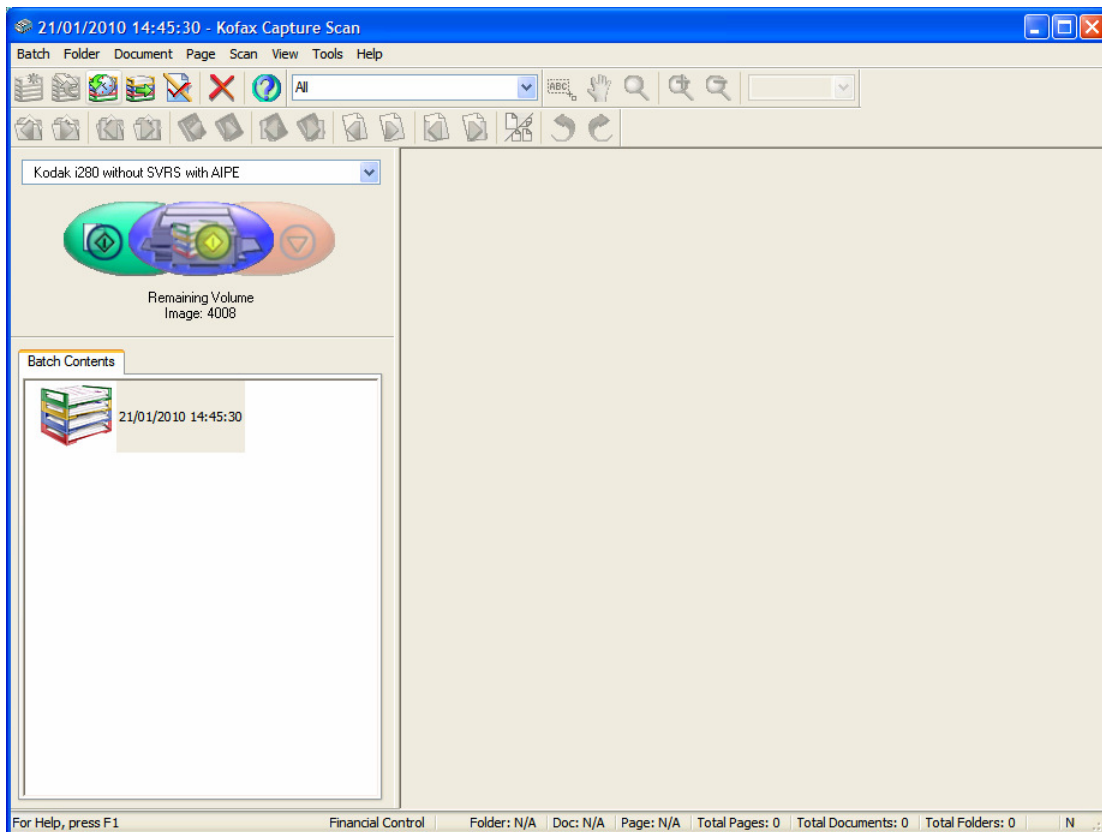 21/01/2010 14:45:30 - Kofax Capture Scan
Batch Folder Document Page Scan View Tools Help
All
ABC
Kodak i280 without SVRS with AIPE
Remaining Volume
Image: 4008
Batch Contents
21/01/2010 14:45:30
For Help, press F1 Financial Control Folder: N/A Doc: N/A Page: N/A Total Pages: 0 Total Documents: 0 Total Folders: 0 N